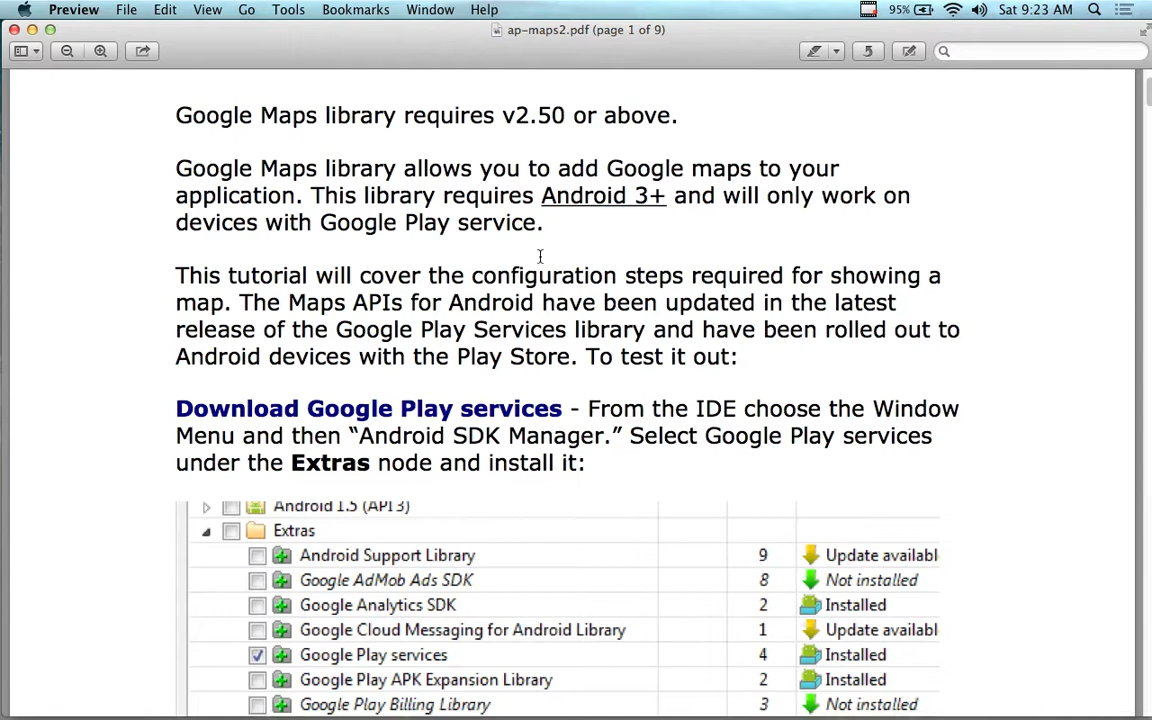 Preview File Edit View Go Tools Bookmarks Window Help 95% Sat 9:23 AM
ap-maps2.pdf (page 1 of 9)
Google Maps library requires v2.50 or above.
Google Maps library allows you to add Google maps to your
application. This library requires Android 3+ and will only work on
devices with Google Play service.
This tutorial will cover the configuration steps required for showing a
map. The Maps APIs for Android have been updated in the latest
release of the Google Play Services library and have been rolled out to
Android devices with the Play Store. To test it out:
Download Google Play services - From the IDE choose the Window
Menu and then “Android SDK Manager.” Select Google Play services
under the Extras node and install it:
Android 1.5 (API 3)
Extras
Android Support Library 9 Update availabl
Google AdMob Ads SDK 8 Not installed
Google Analytics SDK 2 Installed
Google Cloud Messaging for Android Library 1 Update availabl
Google Play services 4 Installed
Google Play APK Expansion Library 2 Installed
Google Play Billing Library 3 Not installed